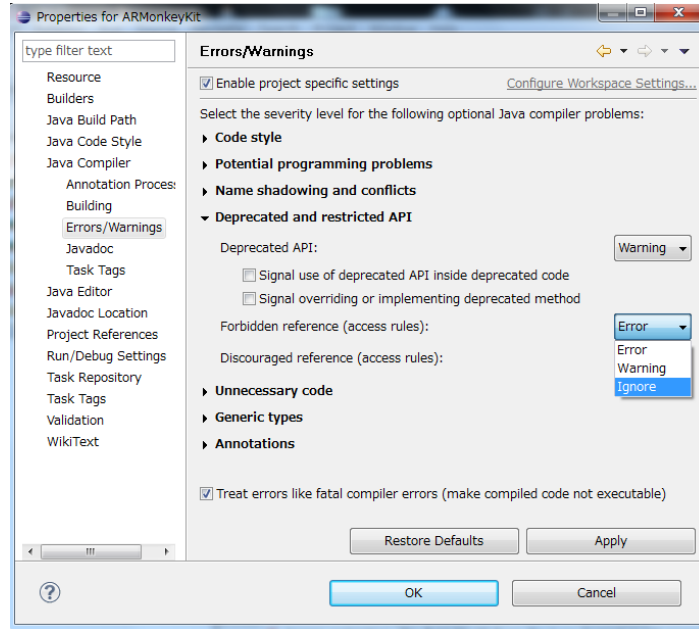 Properties for ARMonkeyKit
type filter text
Resource
Builders
Java Build Path
Java Code Style
Java Compiler
Annotation Proces
Building
Errors/Warnings
Javadoc
Task Tags
Java Editor
Javadoc Location
Project References
Run/Debug Settings
Task Repository
Task Tags
Validation
WikiText
Errors/Warnings
Enable project specific settings
Configure Workspace Settings...
Select the severity level for the following optional Java compiler problems:
Code style
Potential programming problems
Name shadowing and conflicts
Deprecated and restricted API
Deprecated API:
Warning
Signal use of deprecated API inside deprecated code
Signal overriding or implementing deprecated method
Forbidden reference (access rules):
Error
Error
Warning
Ignore
Discouraged reference (access rules):
Unnecessary code
Generic types
Annotations
Treat errors like fatal compiler errors (make compiled code not executable)
Restore Defaults
Apply
OK
Cancel